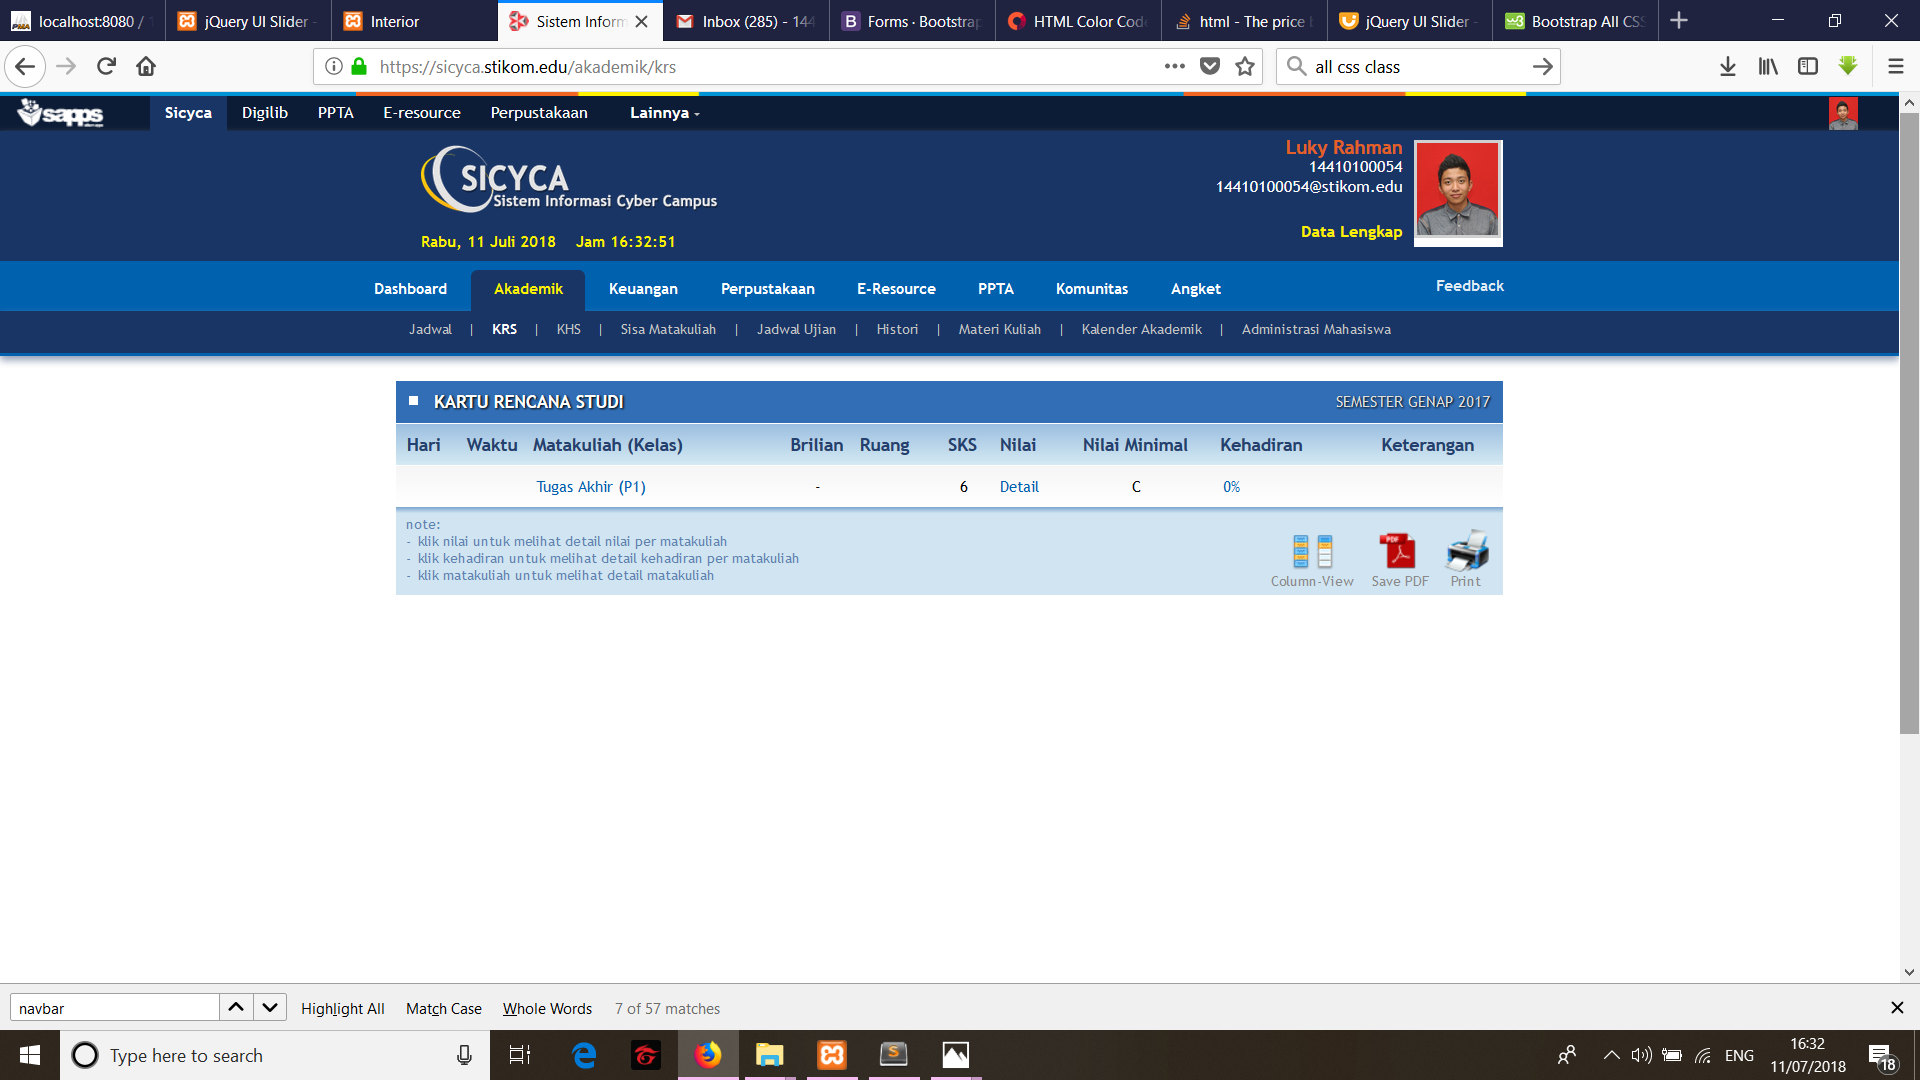 localhost:8080 /
jQuery UI Slider -
Interior
Sistem Inform
Inbox (285) - 144
Forms · Bootstrap
HTML Color Code
html - The price
jQuery UI Slider -
Bootstrap All CSS
https://sicyca.stikom.edu/akademik/krs
all css class
sapps
Sicyca
Digilib
PPTA
E-resource
Perpustakaan
Lainnya
SICYCA
Sistem Informasi Cyber Campus
Rabu, 11 Juli 2018 Jam 16:32:51
Luky Rahman
14410100054
14410100054@stikom.edu
Data Lengkap
Dashboard
Akademik
Keuangan
Perpustakaan
E-Resource
PPTA
Komunitas
Angket
Feedback
Jadwal | KRS | KHS | Sisa Matakuliah | Jadwal Ujian | Histori | Materi Kuliah | Kalender Akademik | Administrasi Mahasiswa
KARTU RENCANA STUDI
SEMESTER GENAP 2017
Hari Waktu Matakuliah (Kelas) Brilian Ruang SKS Nilai Nilai Minimal Kehadiran Keterangan
Tugas Akhir (P1) - 6 Detail C 0%
note:
- klik nilai untuk melihat detail nilai per matakuliah
- klik kehadiran untuk melihat detail kehadiran per matakuliah
- klik matakuliah untuk melihat detail matakuliah
Column-View
PDF
Save PDF
Print
navbar
Highlight All
Match Case
Whole Words
7 of 57 matches
Type here to search
ENG
16:32
11/07/2018
18